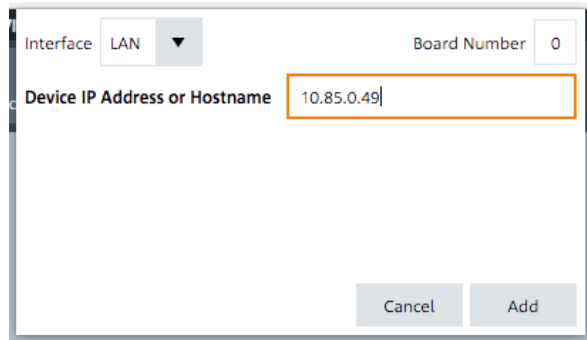 Interface LAN Board Number 0
Device IP Address or Hostname 10.85.0.49
Cancel Add